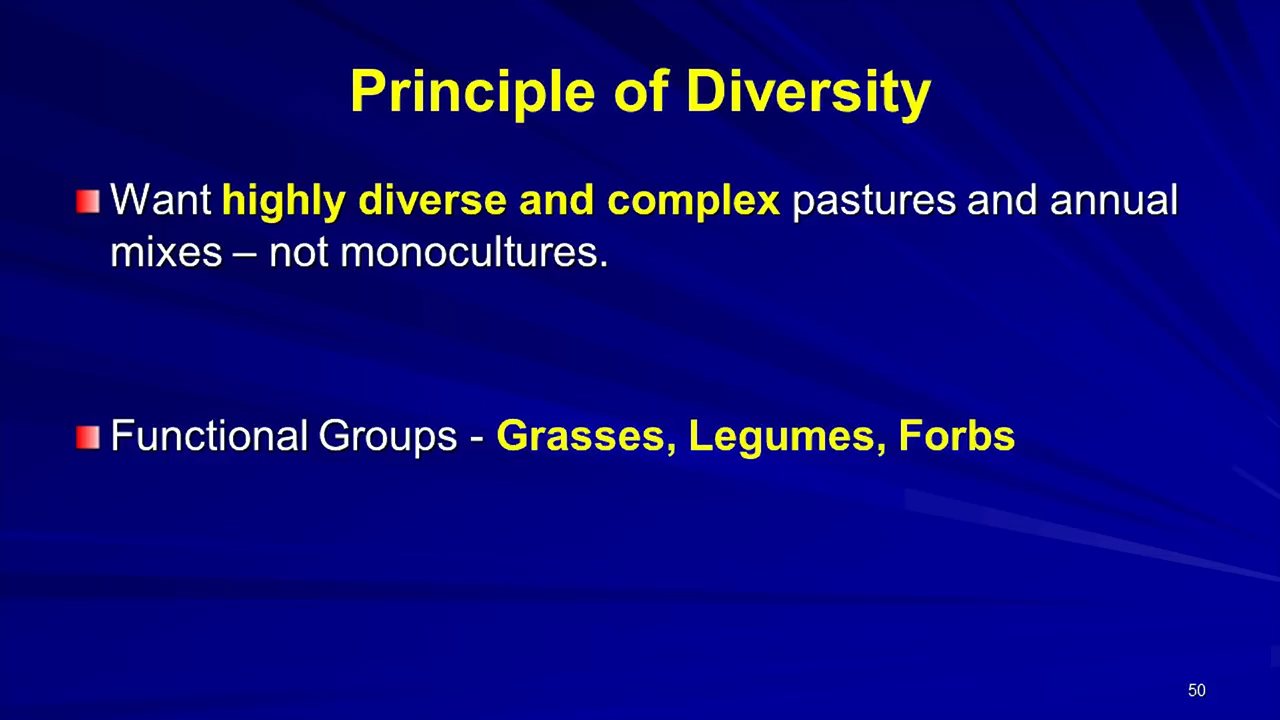 Principle of Diversity
Want highly diverse and complex pastures and annual
mixes – not monocultures.
Functional Groups - Grasses, Legumes, Forbs
50